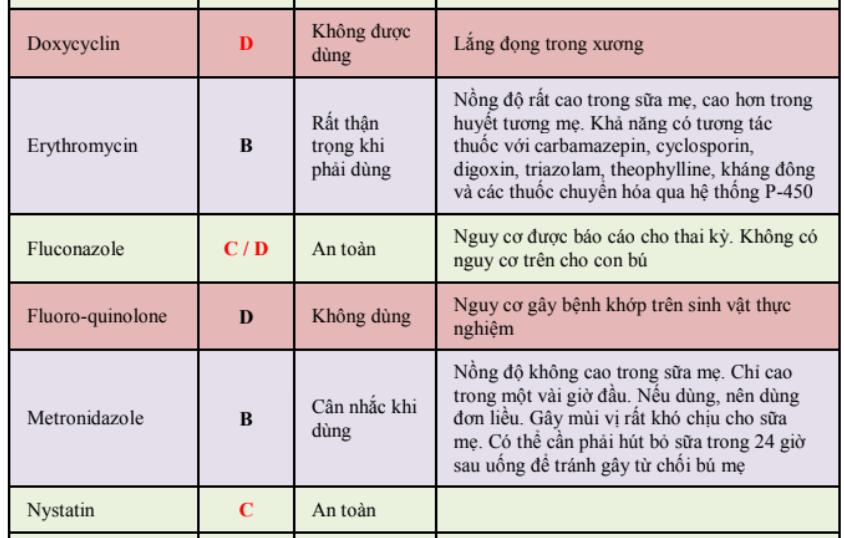 Doxycyclin
D
Không được
dùng
Lắng đọng trong xương
Erythromycin
B
Rất thận
trọng khi
phải dùng
Nồng độ rất cao trong sữa mẹ, cao hơn trong
huyết tương mẹ. Khả năng có tương tác
thuốc với carbamazepin, cyclosporin,
digoxin, triazolam, theophylline, kháng đông
và các thuốc chuyển hóa qua hệ thống P-450
Fluconazole
C / D
An toàn
Nguy cơ được báo cáo cho thai kỳ. Không có
nguy cơ trên cho con bú
Fluoro-quinolone
D
Không dùng
Nguy cơ gây bệnh khớp trên sinh vật thực
nghiệm
Metronidazole
B
Cân nhắc khi
dùng
Nồng độ không cao trong sữa mẹ. Chỉ cao
trong một vài giờ đầu. Nếu dùng, nên dùng
đơn liều. Gây mùi vị rất khó chịu cho sữa
mẹ. Có thể cần phải hút bỏ sữa trong 24 giờ
sau uống để tránh gây từ chối bú mẹ
Nystatin
C
An toàn